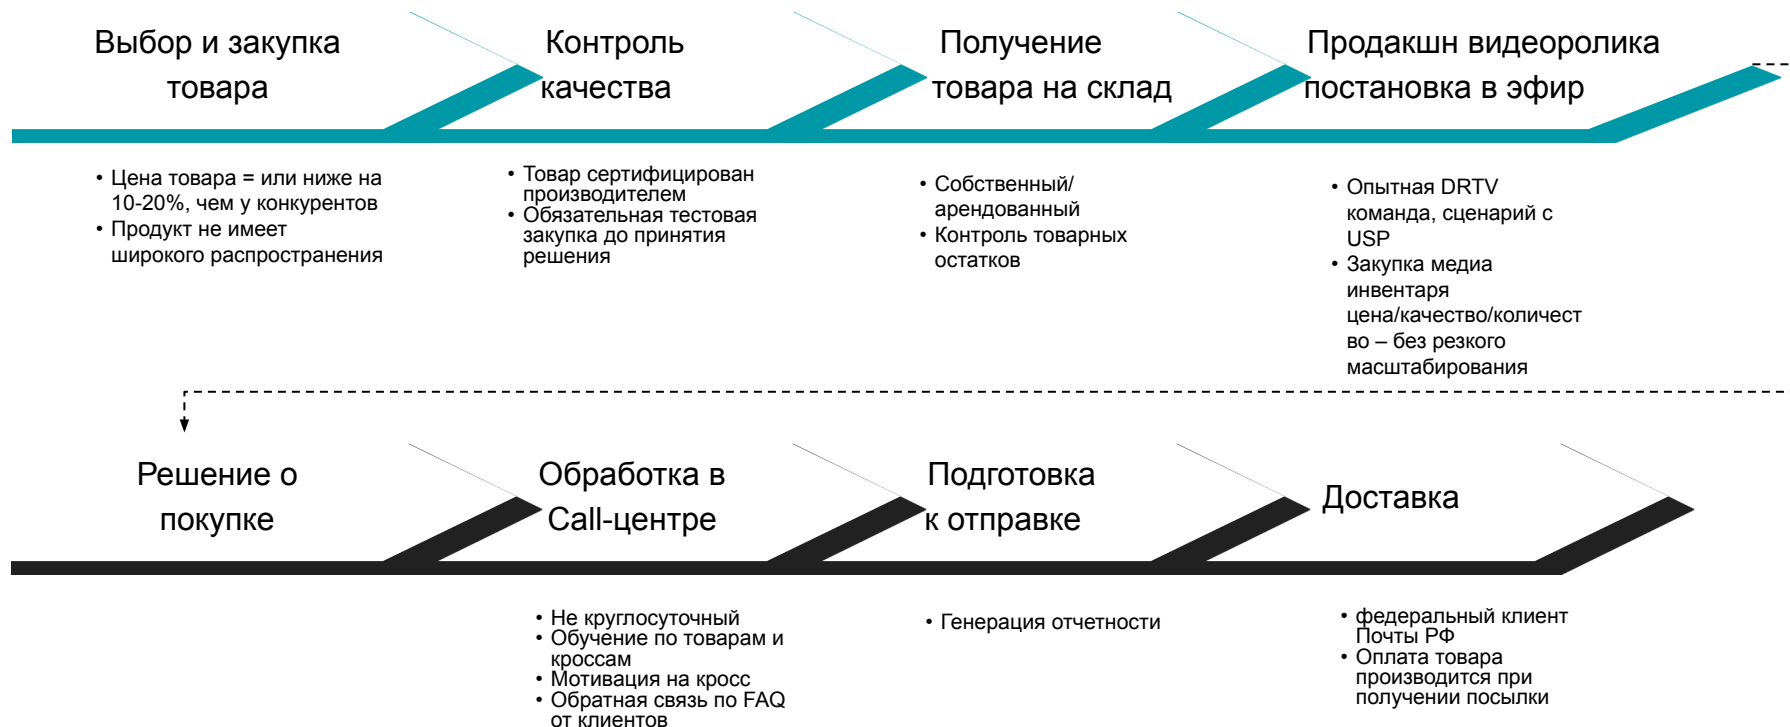 Выбор и закупка
товара
Контроль
качества
Получение
товара на склад
Продакшн видеоролика
постановка в эфир
• Цена товара = или ниже на
10-20%, чем у конкурентов
• Продукт не имеет
широкого распространения
• Товар сертифицирован
производителем
• Обязательная тестовая
закупка до принятия
решения
• Собственный/
арендованный
• Контроль товарных
остатков
• Опытная DRTV
команда, сценарий с
USP
• Закупка медиа
инвентаря
цена/качество/количест
во – без резкого
масштабирования
Решение о
покупке
Обработка в
Call-центре
Подготовка
к отправке
Доставка
• Не круглосуточный
• Обучение по товарам и
кроссам
• Мотивация на кросс
• Обратная связь по FAQ
от клиентов
• Генерация отчетности
• федеральный клиент
Почты РФ
• Оплата товара
производится при
получении посылки